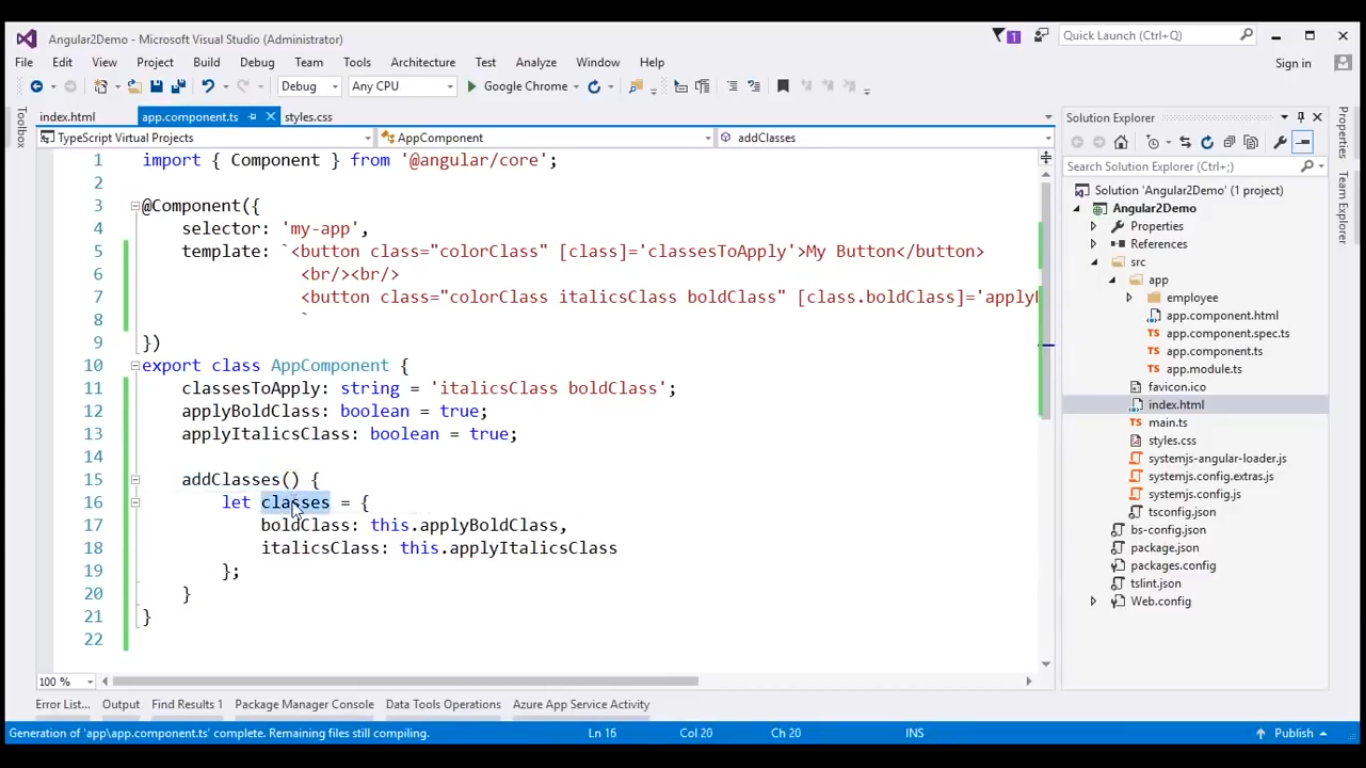 Angular2Demo - Microsoft Visual Studio (Administrator)
1
Quick Launch (Ctrl+Q)
File Edit View Project Build Debug Team Tools Architecture Test Analyze Window Help
Sign in
Debug Any CPU Google Chrome
Toolbox
index.html app.component.ts styles.css
TypeScript Virtual Projects AppComponent addClasses
1 import { Component } from '@angular/core';
2
3 @Component({
4 selector: 'my-app',
5 template: `<button class="colorClass" [class]='classesToApply'>My Button</button>
6 <br/><br/>
7 <button class="colorClass italicsClass boldClass" [class.boldClass]='applyb
8 `
9 })
10 export class AppComponent {
11 classesToApply: string = 'italicsClass boldClass';
12 applyBoldClass: boolean = true;
13 applyItalicsClass: boolean = true;
14
15 addClasses() {
16 let classes = {
17 boldClass: this.applyBoldClass,
18 italicsClass: this.applyItalicsClass
19 };
20 }
21 }
22
100 %
Solution Explorer
Search Solution Explorer (Ctrl+;)
Solution 'Angular2Demo' (1 project)
Angular2Demo
Properties
References
src
app
employee
app.component.html
app.component.spec.ts
app.component.ts
app.module.ts
favicon.ico
index.html
main.ts
styles.css
systemjs-angular-loader.js
systemjs.config.extras.js
systemjs.config.js
tsconfig.json
bs-config.json
package.json
packages.config
tslint.json
Web.config
Properties
Team Explorer
Error List... Output Find Results 1 Package Manager Console Data Tools Operations Azure App Service Activity
Generation of 'app\app.component.ts' complete. Remaining files still compiling. Ln 16 Col 20 Ch 20 INS Publish